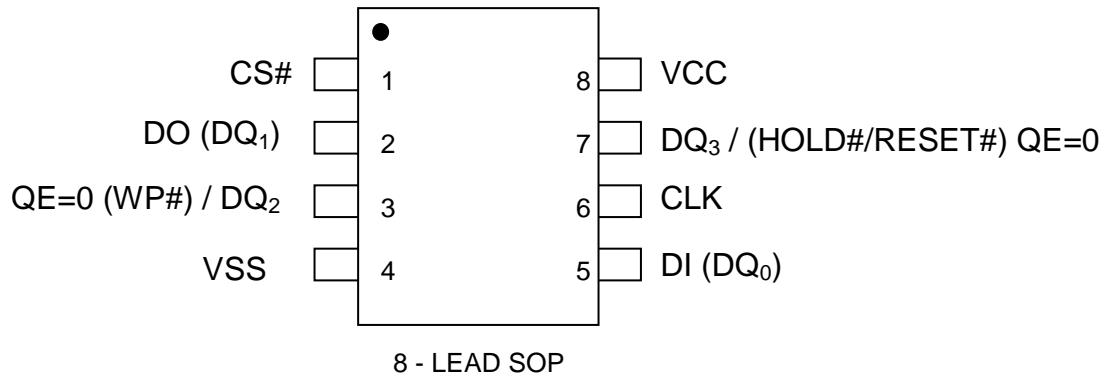 CS# 1 8 VCC
DO (DQ₁) 2 7 DQ₃ / (HOLD#/RESET#) QE=0
QE=0 (WP#) / DQ₂ 3 6 CLK
VSS 4 5 DI (DQ₀)
8 - LEAD SOP